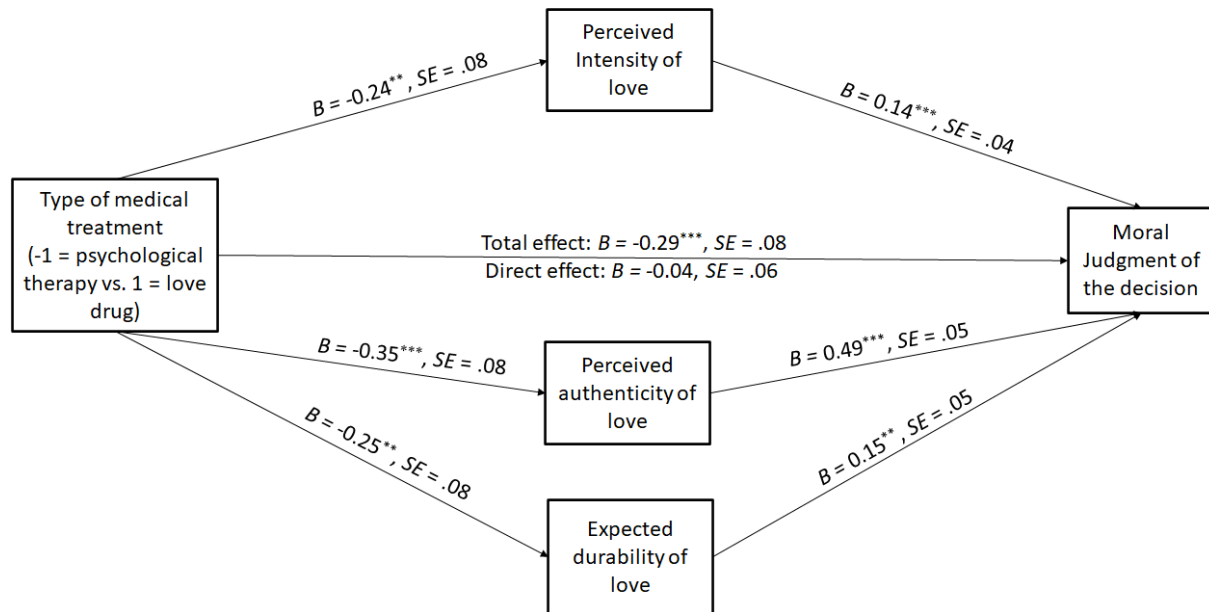 Perceived
Intensity of
love
B = -0.24**, SE = .08
B = 0.14***, SE = .04
Type of medical
treatment
(-1 = psychological
therapy vs. 1 = love
drug)
Total effect: B = -0.29***, SE = .08
Direct effect: B = -0.04, SE = .06
Moral
Judgment of
the decision
B = -0.35***, SE = .08
Perceived
authenticity of
love
B = 0.49***, SE = .05
B = -0.25**, SE = .08
B = 0.15**, SE = .05
Expected
durability of
love